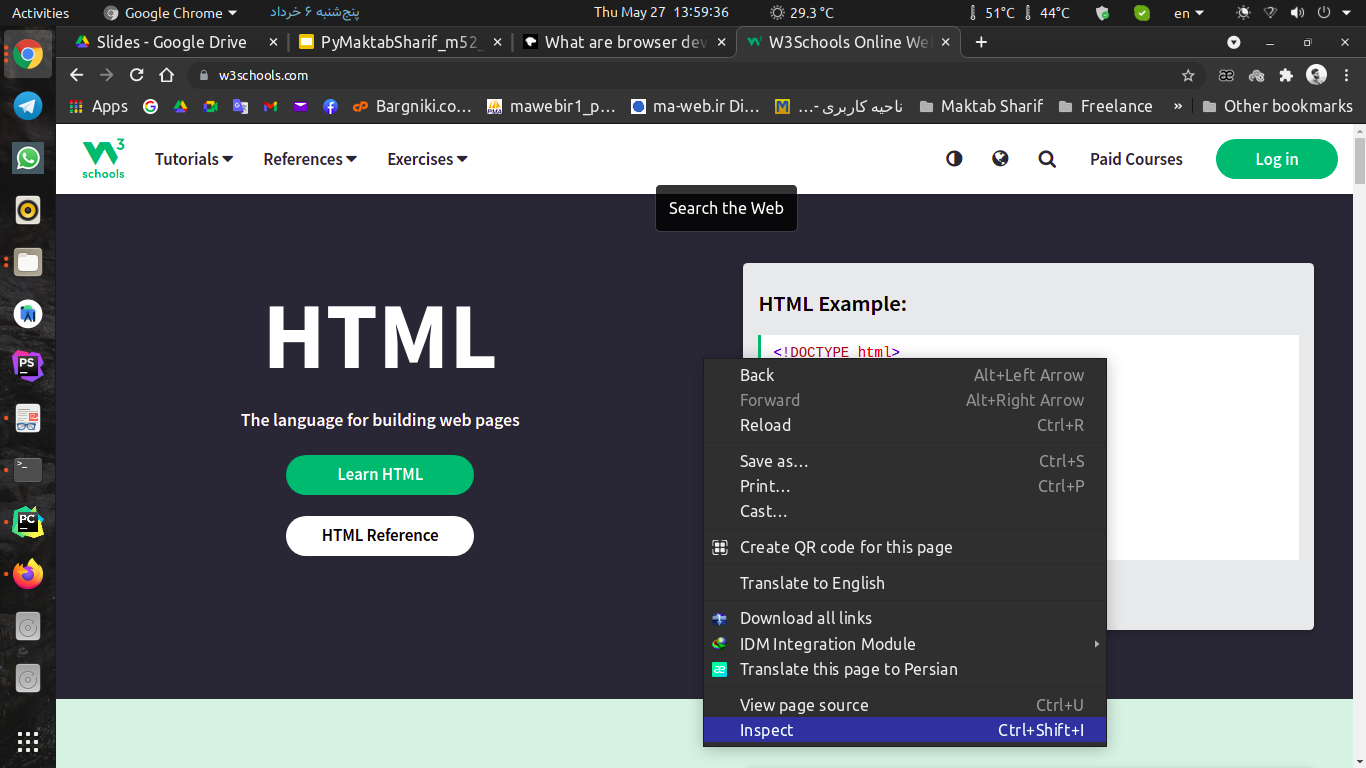 Activities
Google Chrome
پنج‌شنبه ۶ خرداد
Thu May 27 13:59:36
29.3 °C
51°C
44°C
en
Slides - Google Drive
PyMaktabSharif_m52_
What are browser dev
W3Schools Online We
w3schools.com
Apps
Bargniki.co...
mawebir1_p...
ma-web.ir Di...
ناحیه کاربری -...
Maktab Sharif
Freelance
»
Other bookmarks
W3
schools
Tutorials
References
Exercises
Paid Courses
Log in
Search the Web
HTML
The language for building web pages
Learn HTML
HTML Reference
HTML Example:
<!DOCTYPE html>
Back Alt+Left Arrow
Forward Alt+Right Arrow
Reload Ctrl+R
Save as... Ctrl+S
Print... Ctrl+P
Cast...
Create QR code for this page
Translate to English
Download all links
IDM Integration Module
Translate this page to Persian
View page source Ctrl+U
Inspect Ctrl+Shift+I
PS
PC